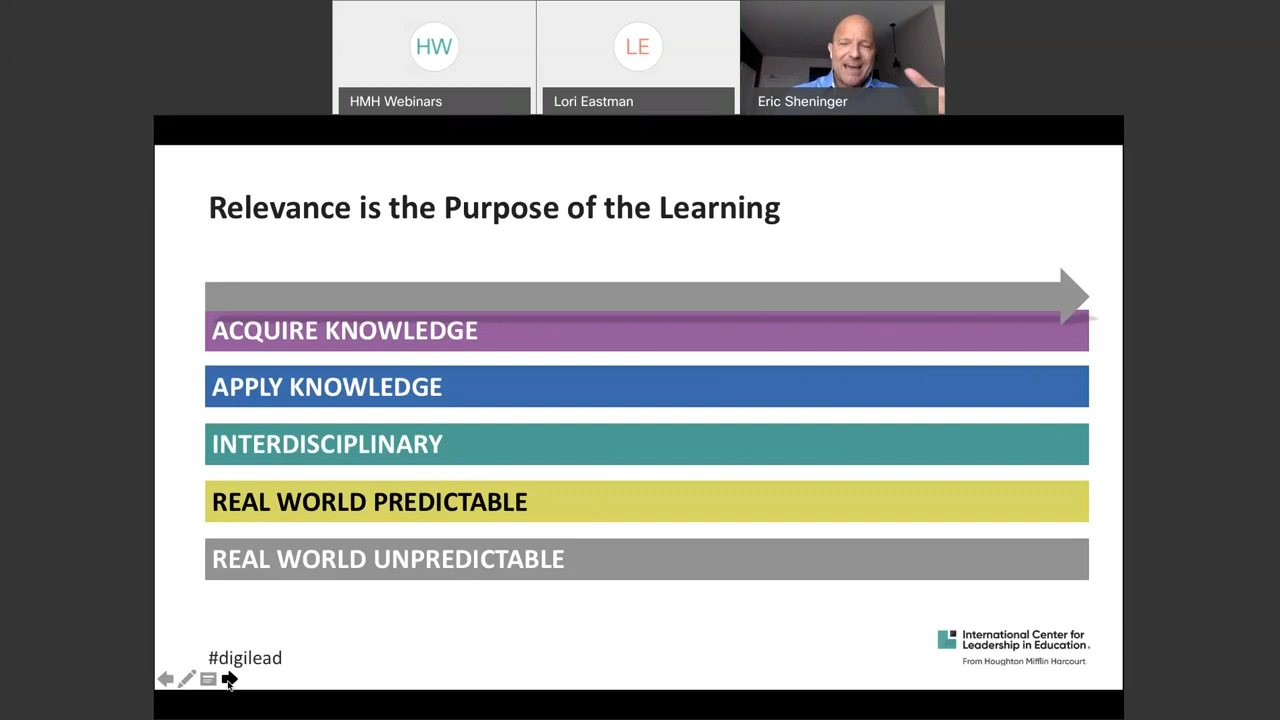 HW
LE
HMH Webinars
Lori Eastman
Eric Sheninger
Relevance is the Purpose of the Learning
ACQUIRE KNOWLEDGE
APPLY KNOWLEDGE
INTERDISCIPLINARY
REAL WORLD PREDICTABLE
REAL WORLD UNPREDICTABLE
#digilead
International Center for
Leadership in Education.
From Houghton Mifflin Harcourt